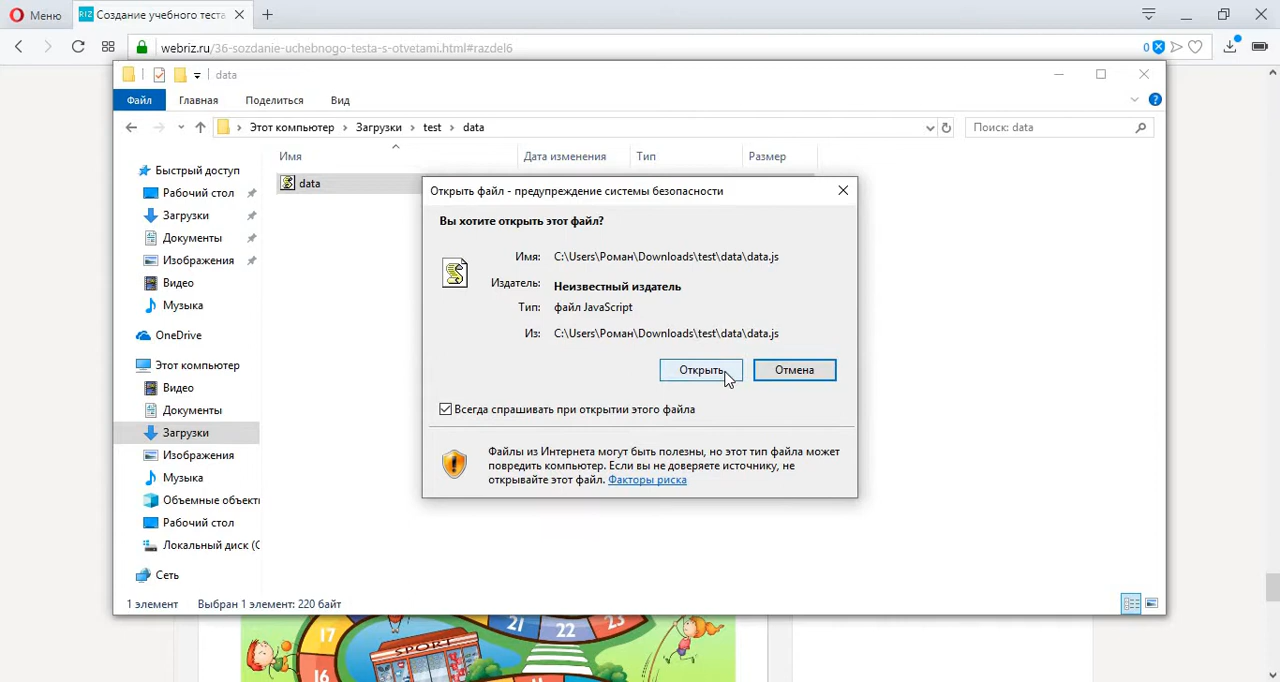 Меню
RIZ Создание учебного теста
webriz.ru/36-sozdanie-uchebnogo-testa-s-otvetami.html#razdel6
0
data
Файл Главная Поделиться Вид
Этот компьютер > Загрузки > test > data
Поиск: data
Имя Дата изменения Тип Размер
data
Быстрый доступ
Рабочий стол
Загрузки
Документы
Изображения
Видео
Музыка
OneDrive
Этот компьютер
Видео
Документы
Загрузки
Изображения
Музыка
Объемные объект
Рабочий стол
Локальный диск (C
Сеть
Открыть файл - предупреждение системы безопасности
Вы хотите открыть этот файл?
Имя: C:\Users\Роман\Downloads\test\data\data.js
Издатель: Неизвестный издатель
Тип: файл JavaScript
Из: C:\Users\Роман\Downloads\test\data\data.js
Открыть Отмена
Всегда спрашивать при открытии этого файла
Файлы из Интернета могут быть полезны, но этот тип файла может
повредить компьютер. Если вы не доверяете источнику, не
открывайте этот файл. Факторы риска
1 элемент Выбран 1 элемент: 220 байт
17 21 22 23
SPORT
16